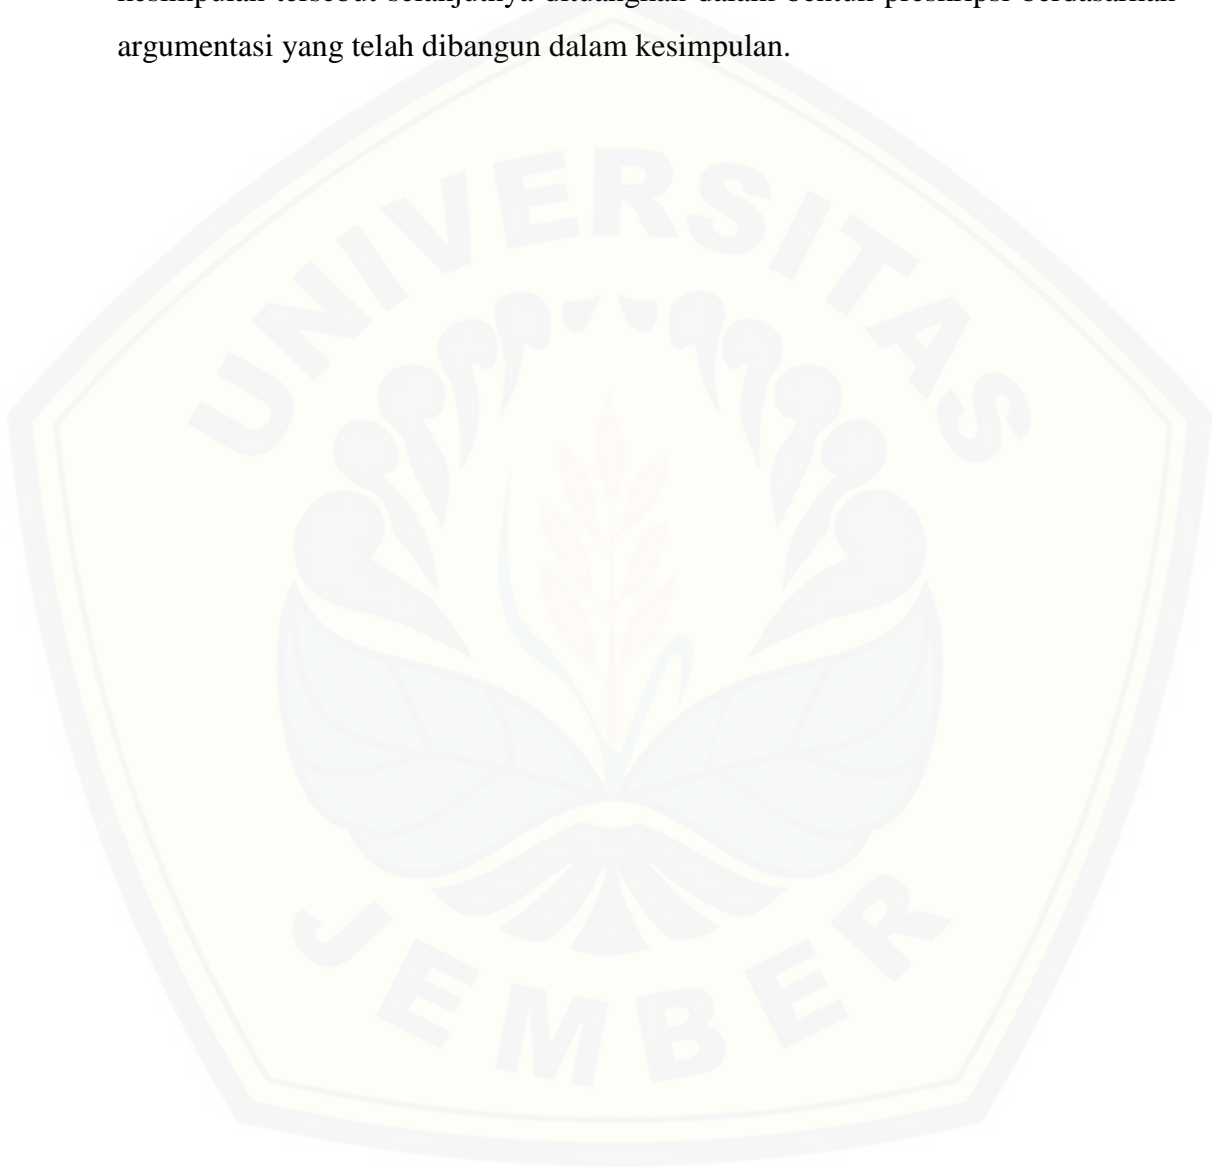 kesimpulan tersebut selanjutnya dituangkan dalam bentuk preskripsi berdasarkan
argumentasi yang telah dibangun dalam kesimpulan.
UNIVERSITAS
JEMBER